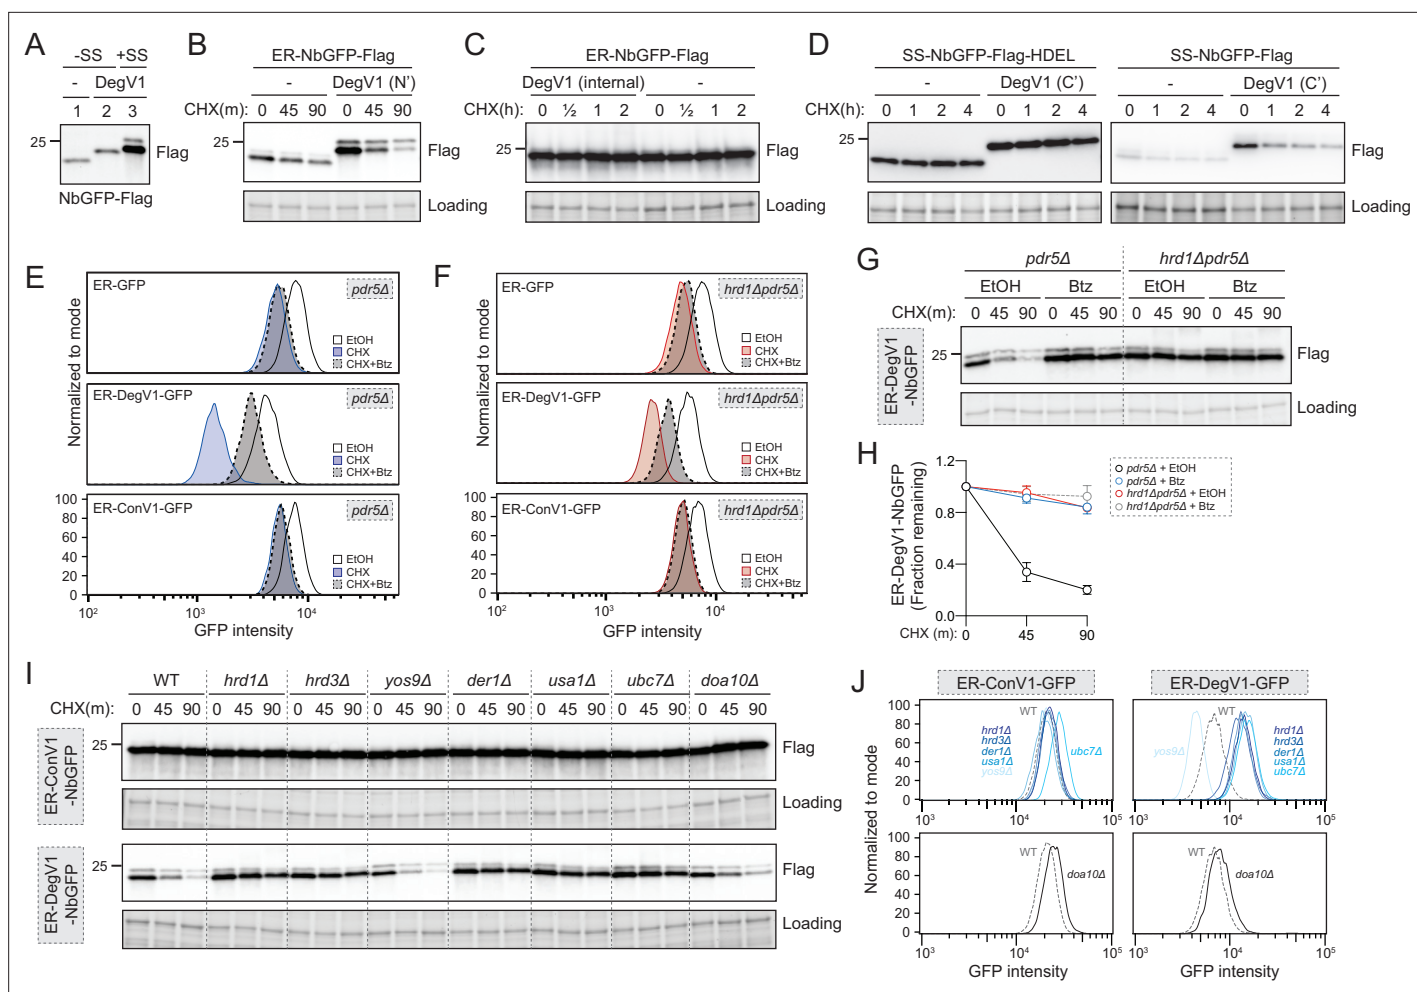 A
-SS +SS
- DegV1
1 2 3
25
Flag
NbGFP-Flag
B
ER-NbGFP-Flag
- DegV1 (N')
CHX(m): 0 45 90 0 45 90
25
Flag
Loading
C
ER-NbGFP-Flag
DegV1 (internal) -
CHX(h): 0 ½ 1 2 0 ½ 1 2
25
Flag
Loading
D
SS-NbGFP-Flag-HDEL SS-NbGFP-Flag
- DegV1 (C') - DegV1 (C')
CHX(h): 0 1 2 4 0 1 2 4 0 1 2 4 0 1 2 4
25
Flag
Loading
E
Normalized to mode
ER-GFP pdr5Δ
EtOH
CHX
CHX+Btz
ER-DegV1-GFP pdr5Δ
EtOH
CHX
CHX+Btz
ER-ConV1-GFP pdr5Δ
EtOH
CHX
CHX+Btz
100
80
60
40
20
0
10² 10³ 10⁴
GFP intensity
F
Normalized to mode
ER-GFP hrd1Δpdr5Δ
EtOH
CHX
CHX+Btz
ER-DegV1-GFP hrd1Δpdr5Δ
EtOH
CHX
CHX+Btz
ER-ConV1-GFP hrd1Δpdr5Δ
EtOH
CHX
CHX+Btz
100
80
60
40
20
0
10² 10³ 10⁴
GFP intensity
G
pdr5Δ hrd1Δpdr5Δ
EtOH Btz EtOH Btz
CHX(m): 0 45 90 0 45 90 0 45 90 0 45 90
ER-DegV1
-NbGFP
25
Flag
Loading
H
ER-DegV1-NbGFP
(Fraction remaining)
1.2
0.8
0.4
0.0
CHX (m): 0 45 90
pdr5Δ + EtOH
pdr5Δ + Btz
hrd1Δpdr5Δ + EtOH
hrd1Δpdr5Δ + Btz
I
WT hrd1Δ hrd3Δ yos9Δ der1Δ usa1Δ ubc7Δ doa10Δ
CHX(m): 0 45 90 0 45 90 0 45 90 0 45 90 0 45 90 0 45 90 0 45 90 0 45 90
ER-ConV1
-NbGFP
25
Flag
Loading
ER-DegV1
-NbGFP
25
Flag
Loading
J
ER-ConV1-GFP ER-DegV1-GFP
Normalized to mode
100
80
60
40
20
0
WT
hrd1Δ
hrd3Δ
der1Δ
usa1Δ
yos9Δ
ubc7Δ
10³ 10⁴ 10⁵
yos9Δ
WT
hrd1Δ
hrd3Δ
der1Δ
usa1Δ
ubc7Δ
10³ 10⁴ 10⁵
100
80
60
40
20
0
WT
doa10Δ
10³ 10⁴ 10⁵
GFP intensity
WT
doa10Δ
10³ 10⁴ 10⁵
GFP intensity